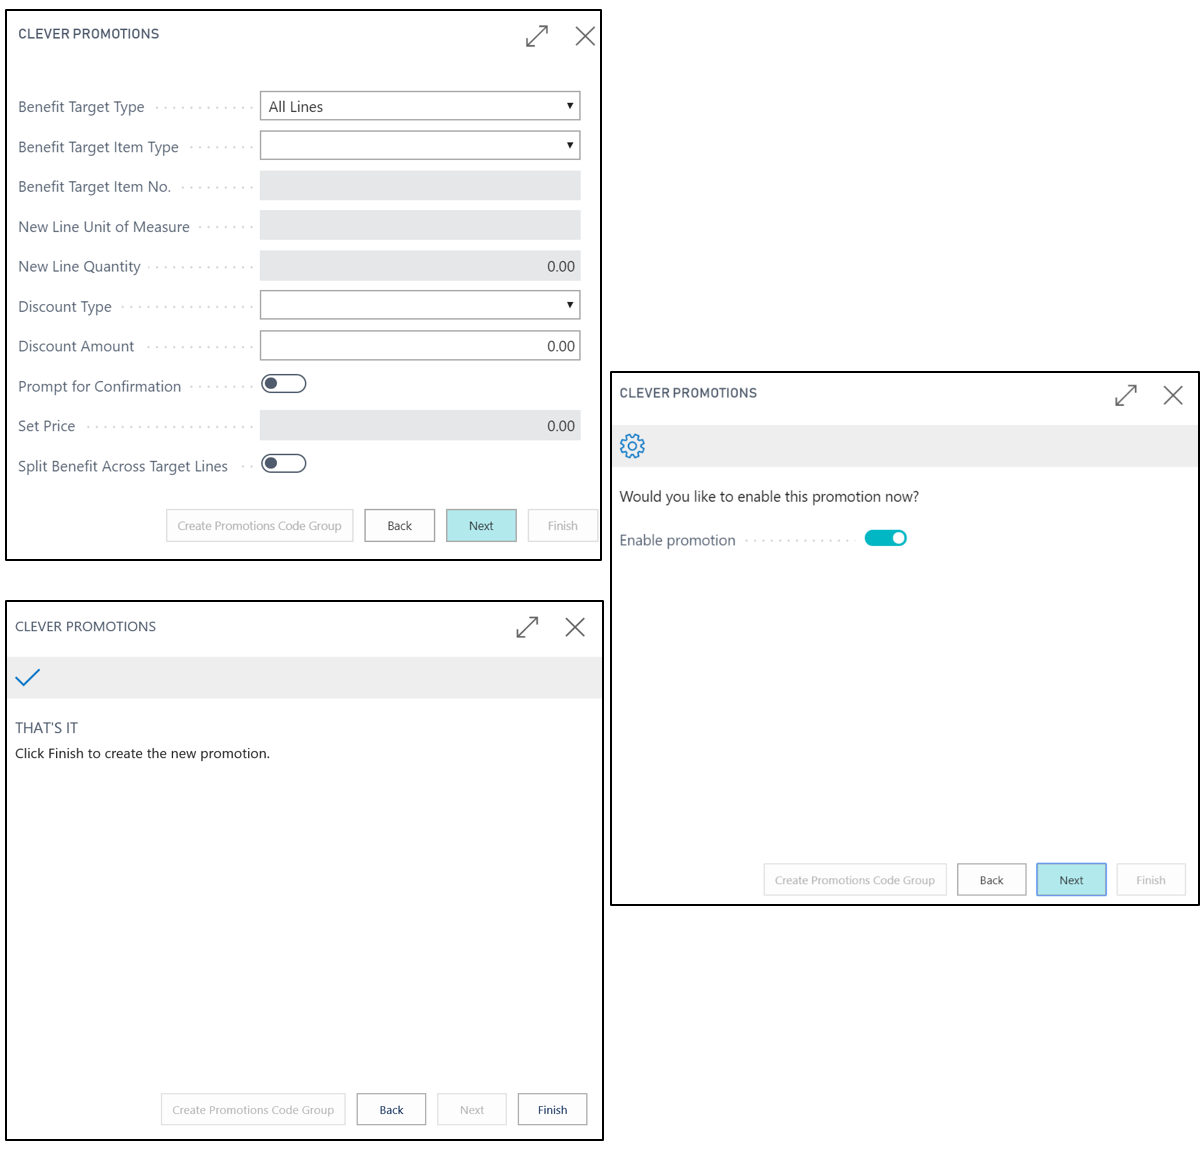 CLEVER PROMOTIONS
Benefit Target Type All Lines
Benefit Target Item Type
Benefit Target Item No.
New Line Unit of Measure
New Line Quantity 0.00
Discount Type
Discount Amount 0.00
Prompt for Confirmation
Set Price 0.00
Split Benefit Across Target Lines
Create Promotions Code Group Back Next Finish
CLEVER PROMOTIONS
Would you like to enable this promotion now?
Enable promotion
Create Promotions Code Group Back Next Finish
CLEVER PROMOTIONS
THAT'S IT
Click Finish to create the new promotion.
Create Promotions Code Group Back Next Finish